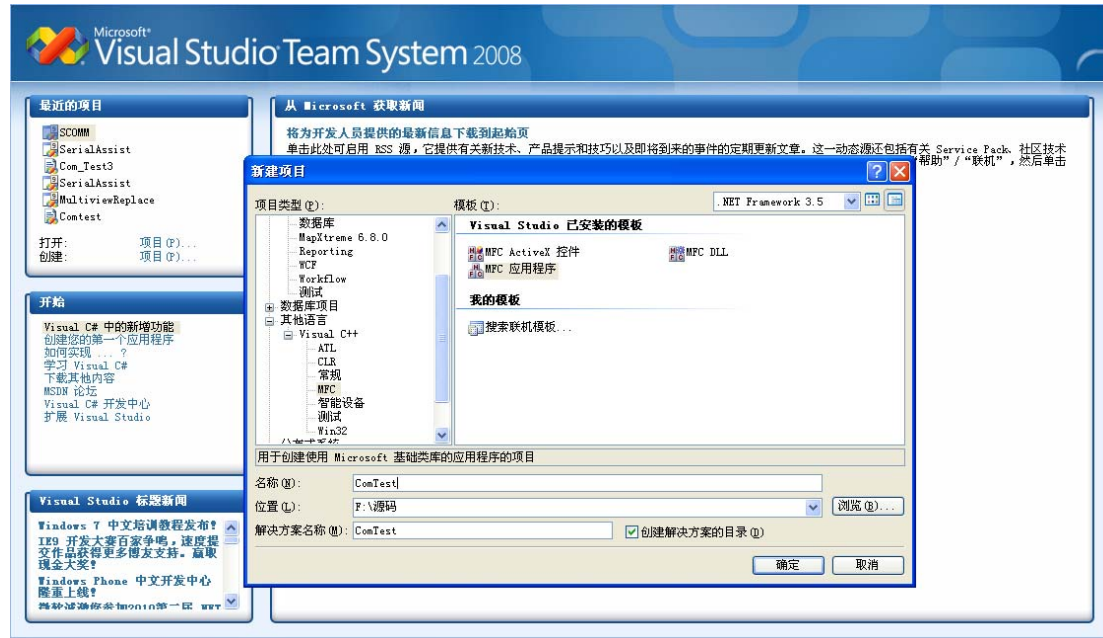 Microsoft®
Visual Studio Team System 2008
最近的项目
SCOMM
SerialAssist
Com_Test3
SerialAssist
MultiviewReplace
Comtest
打开: 项目(P)...
创建: 项目(P)...
开始
Visual C# 中的新增功能
创建您的第一个应用程序
如何实现 ... ?
学习 Visual C#
下载其他内容
MSDN 论坛
Visual C# 开发中心
扩展 Visual Studio
Visual Studio 标题新闻
Windows 7 中文培训教程发布!
IE9 开发大赛百家争鸣，速度提
交作品获得更多博友支持。赢取
现金大奖!
Windows Phone 中文开发中心
隆重上线!
从 Microsoft 获取新闻
将为开发人员提供的最新信息下载到起始页
单击此处可启用 RSS 源，它提供有关新技术、产品提示和技巧以及即将到来的事件的定期更新文章。这一动态源还包括有关 Service Pack、社区技术
“帮助”/“联机”，然后单击
新建项目
项目类型(P):
模板(T):
.NET Framework 3.5
数据库
MapXtreme 6.8.0
Reporting
WCF
Workflow
测试
数据库项目
其他语言
Visual C++
ATL
CLR
常规
MFC
智能设备
测试
Win32
Visual Studio 已安装的模板
MFC ActiveX 控件
MFC DLL
MFC 应用程序
我的模板
搜索联机模板...
用于创建使用 Microsoft 基础类库的应用程序的项目
名称(N): ComTest
位置(L): F:\源码
浏览(B)...
解决方案名称(M): ComTest
创建解决方案的目录(D)
确定
取消